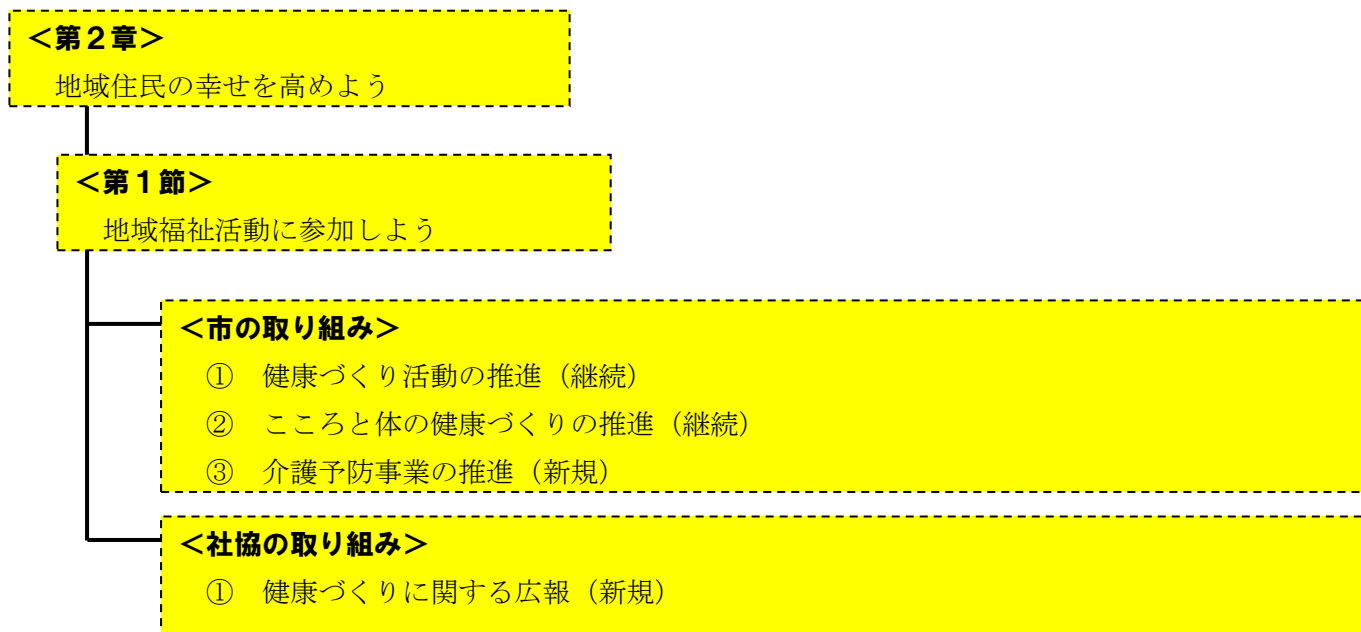 ＜第２章＞
地域住民の幸せを高めよう
＜第１節＞
地域福祉活動に参加しよう
＜市の取り組み＞
① 健康づくり活動の推進（継続）
② こころと体の健康づくりの推進（継続）
③ 介護予防事業の推進（新規）
＜社協の取り組み＞
① 健康づくりに関する広報（新規）